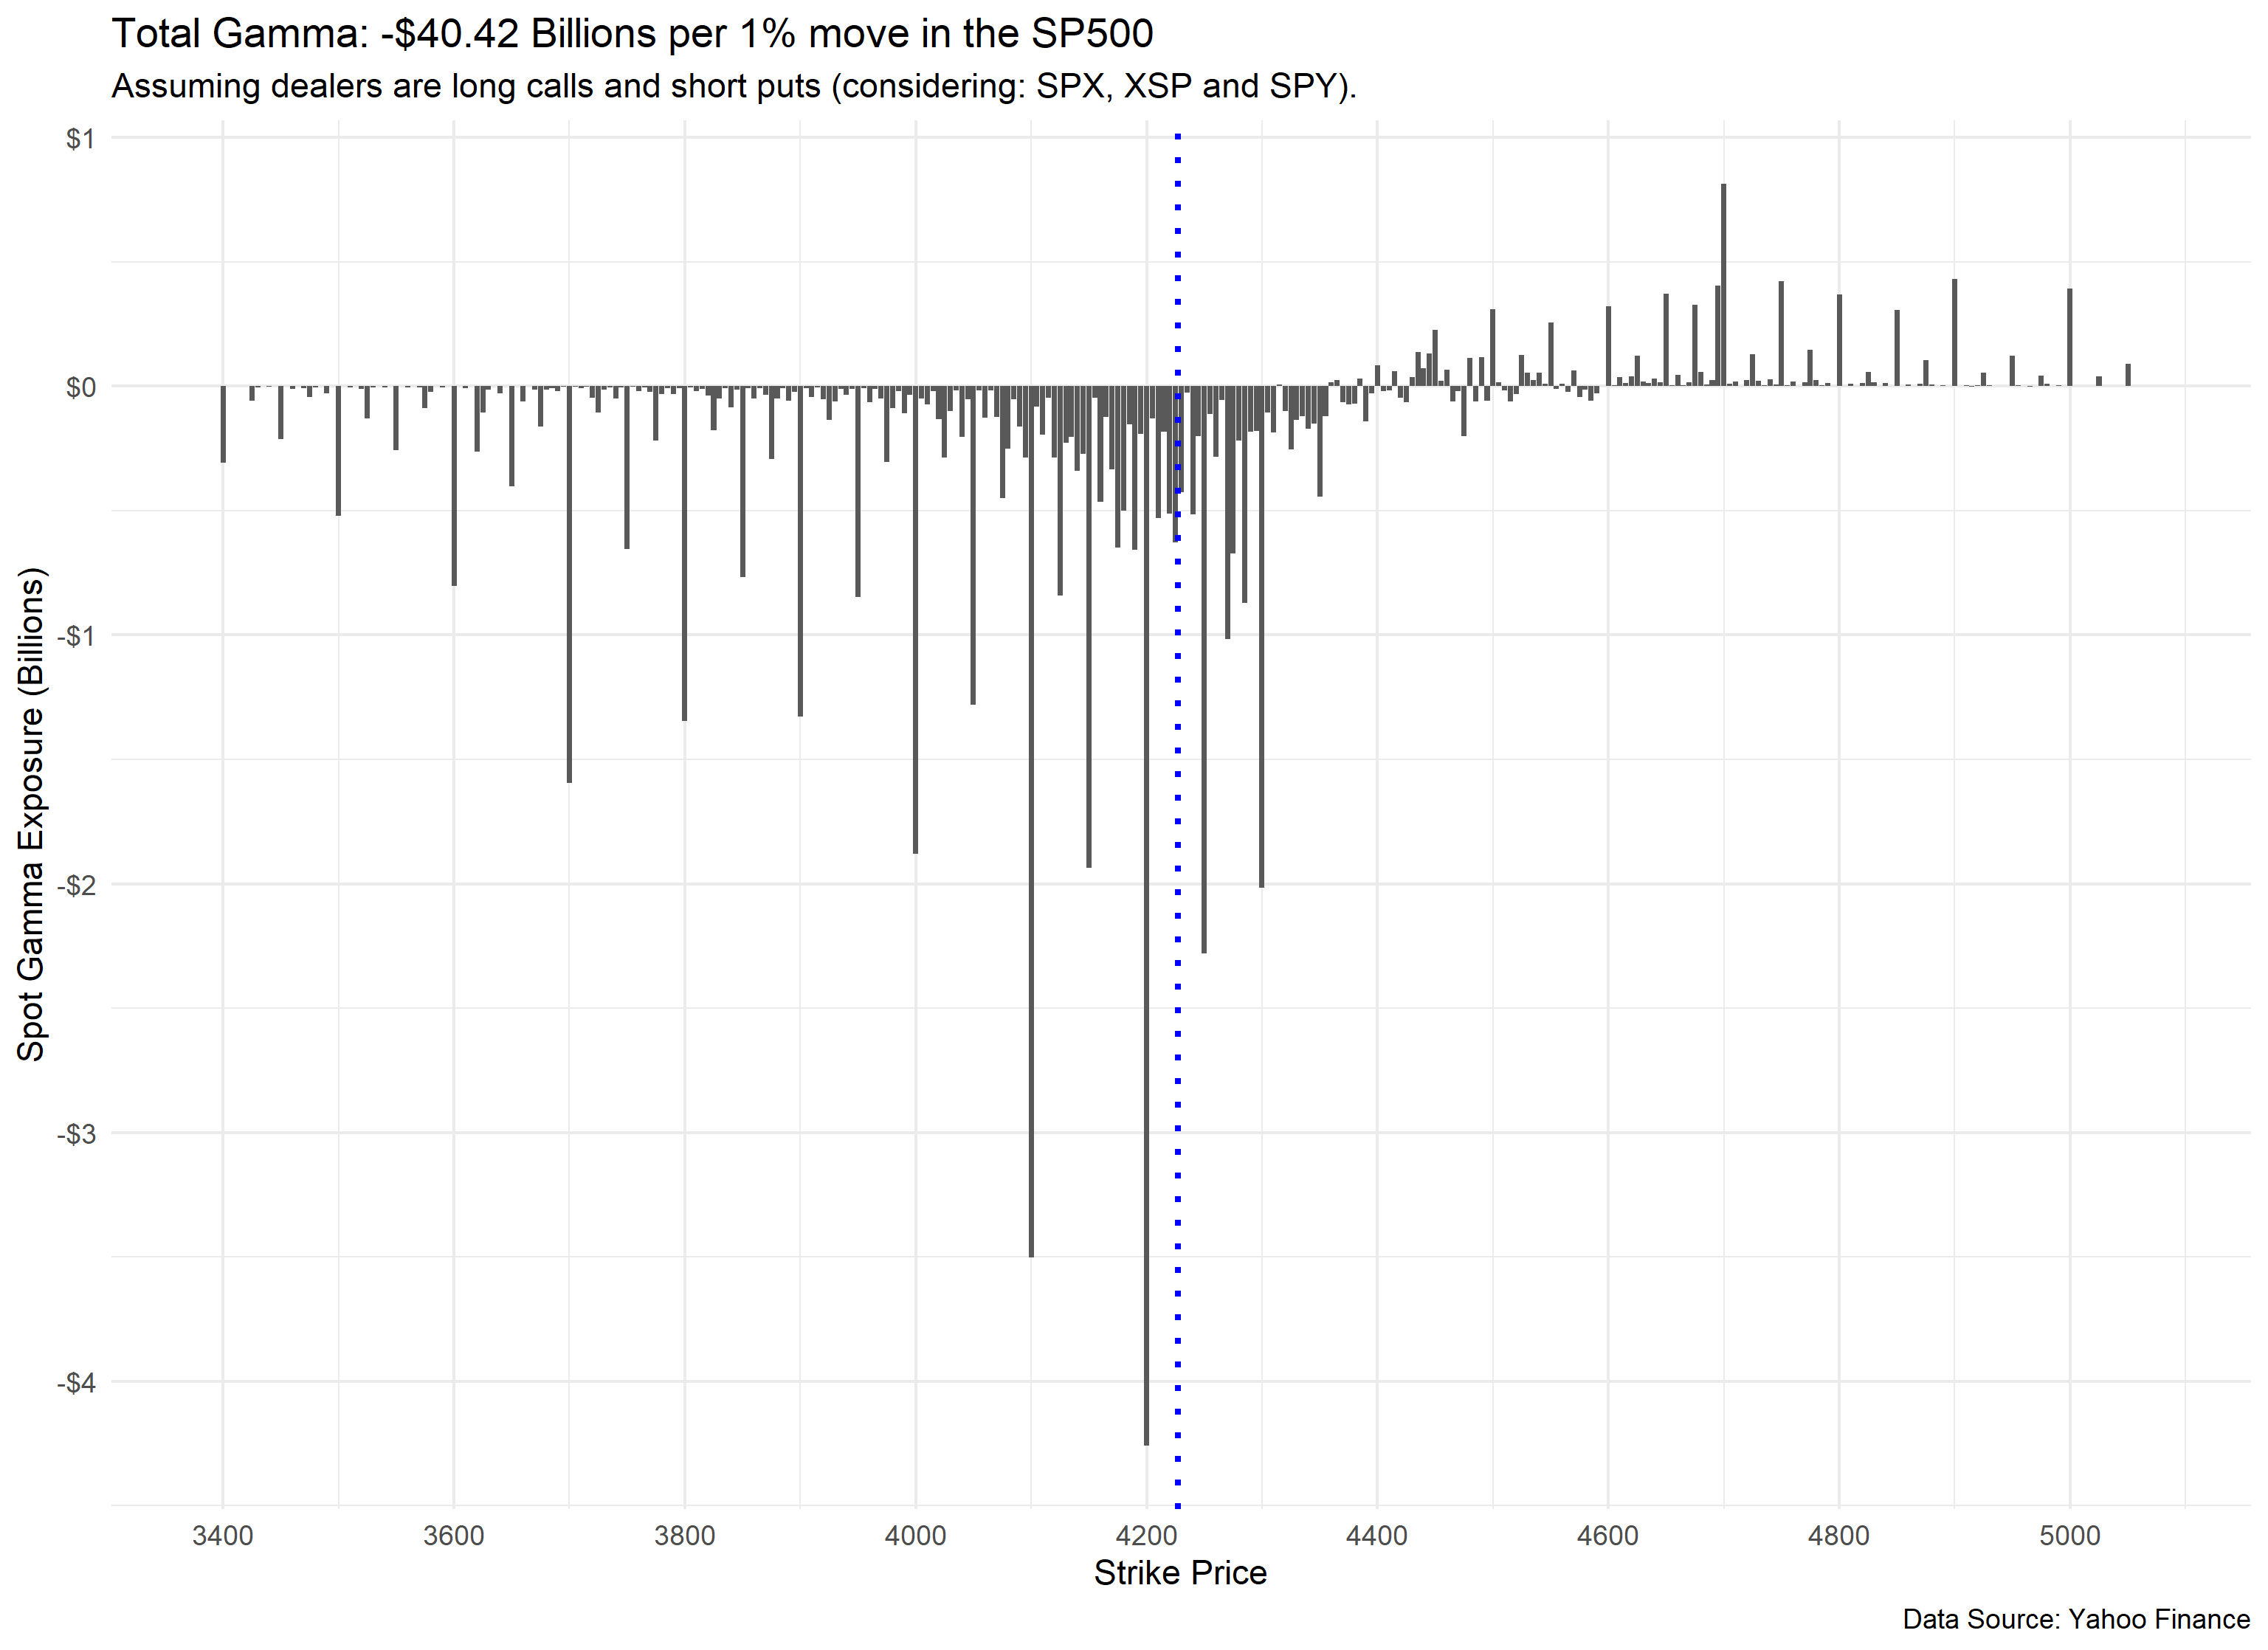 Total Gamma: -$40.42 Billions per 1% move in the SP500
Assuming dealers are long calls and short puts (considering: SPX, XSP and SPY).
$1
$0
-$1
-$2
-$3
-$4
Spot Gamma Exposure (Billions)
3400 3600 3800 4000 4200 4400 4600 4800 5000
Strike Price
Data Source: Yahoo Finance